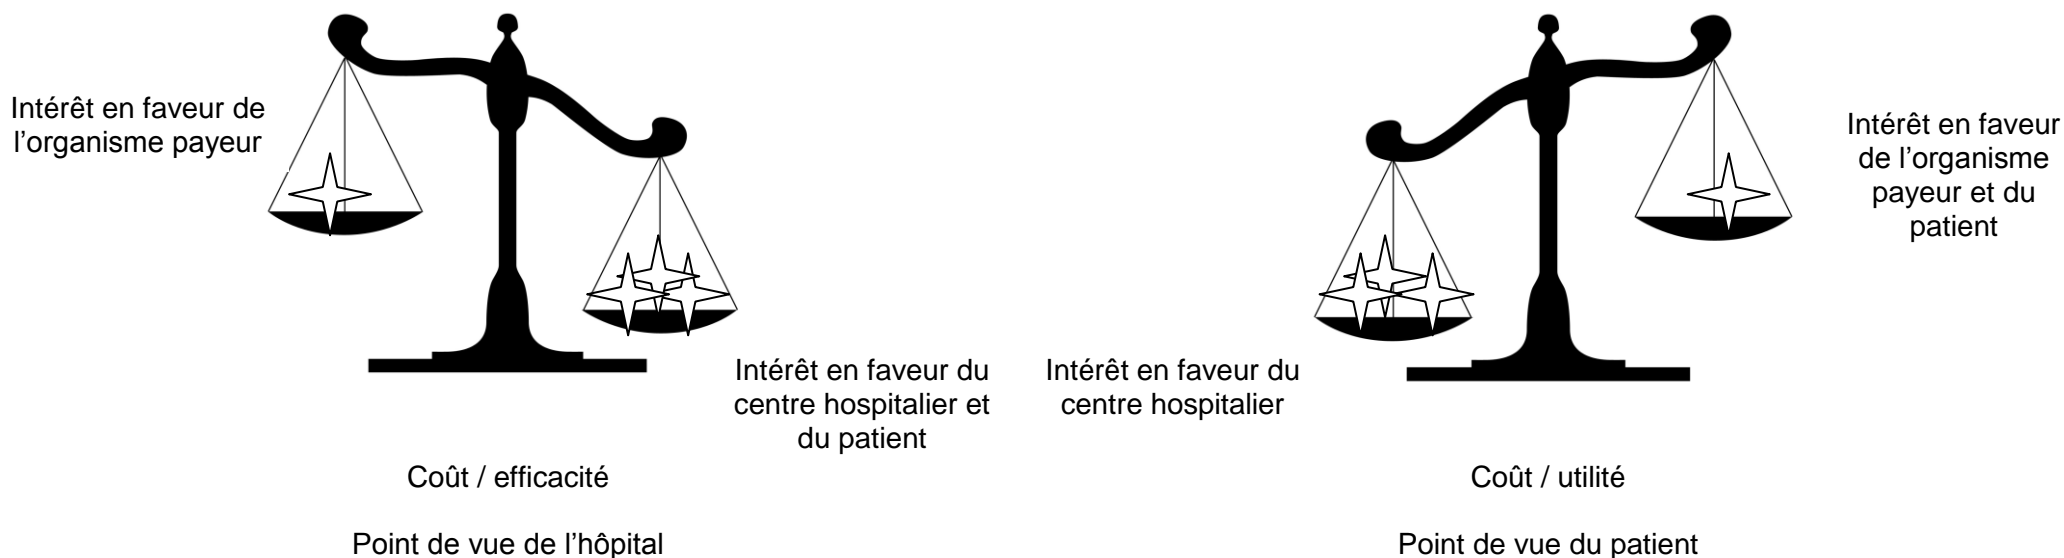 Intérêt en faveur de
l'organisme payeur
Intérêt en faveur du
centre hospitalier et
du patient
Coût / efficacité
Point de vue de l'hôpital
Intérêt en faveur
de l'organisme
payeur et du
patient
Intérêt en faveur du
centre hospitalier
Coût / utilité
Point de vue du patient